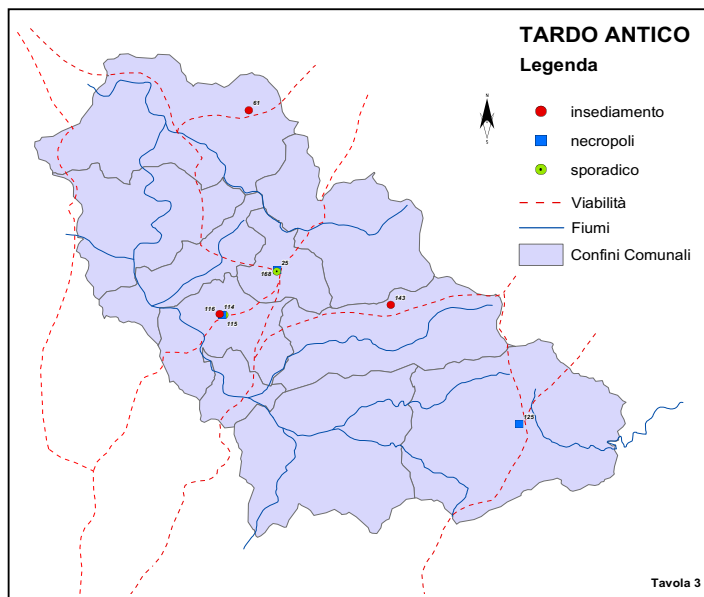 TARDO ANTICO
Legenda
N
S
insediamento
necropoli
sporadico
Viabilità
Fiumi
Confini Comunali
61
25
168
143
116
114
115
125
Tavola 3